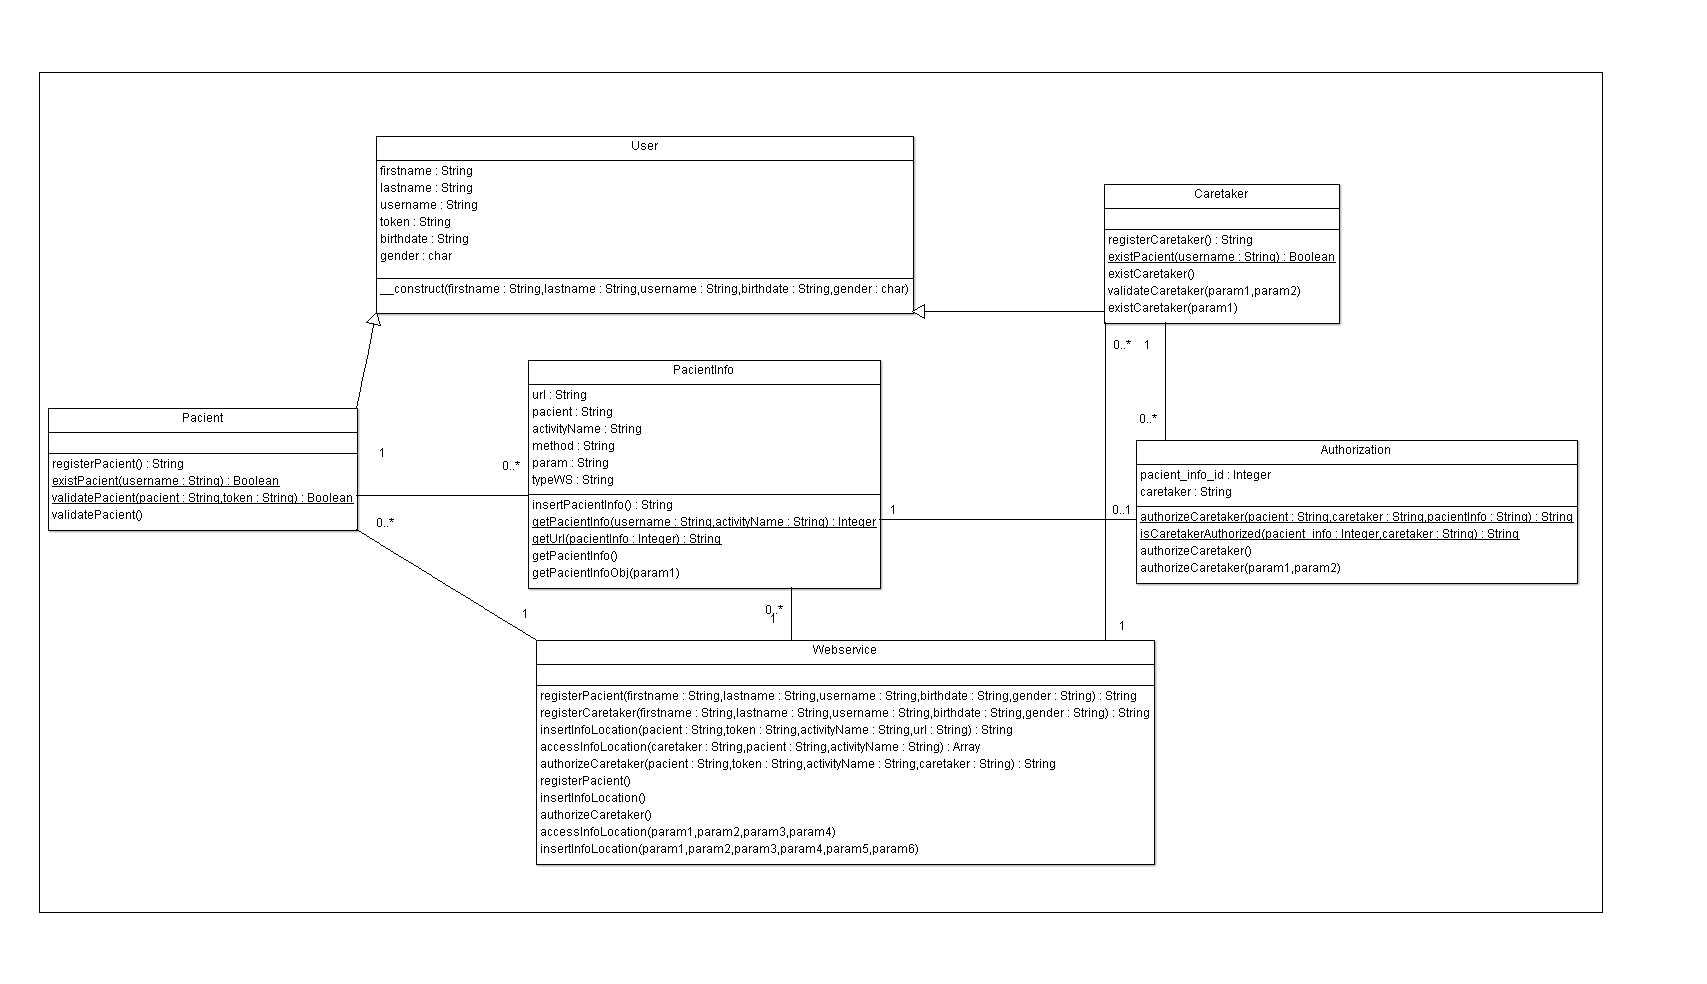 User
firstname : String
lastname : String
username : String
token : String
birthdate : String
gender : char
__construct(firstname : String,lastname : String,username : String,birthdate : String,gender : char)
Caretaker
registerCaretaker() : String
existPacient(username : String) : Boolean
existCaretaker()
validateCaretaker(param1,param2)
existCaretaker(param1)
0..*
1
0..*
PacientInfo
url : String
pacient : String
activityName : String
method : String
param : String
typeWS : String
insertPacientInfo() : String
getPacientInfo(username : String,activityName : String) : Integer
getUrl(pacientInfo : Integer) : String
getPacientInfo()
getPacientInfoObj(param1)
Pacient
registerPacient() : String
existPacient(username : String) : Boolean
validatePacient(pacient : String,token : String) : Boolean
validatePacient()
1
0..*
0..*
1
Authorization
pacient_info_id : Integer
caretaker : String
authorizeCaretaker(pacient : String,caretaker : String,pacientInfo : String) : String
isCaretakerAuthorized(pacient_info : Integer,caretaker : String) : String
authorizeCaretaker()
authorizeCaretaker(param1,param2)
1
0..1
0..*
1
1
Webservice
registerPacient(firstname : String,lastname : String,username : String,birthdate : String,gender : String) : String
registerCaretaker(firstname : String,lastname : String,username : String,birthdate : String,gender : String) : String
insertInfoLocation(pacient : String,token : String,activityName : String,url : String) : String
accessInfoLocation(caretaker : String,pacient : String,activityName : String) : Array
authorizeCaretaker(pacient : String,token : String,activityName : String,caretaker : String) : String
registerPacient()
insertInfoLocation()
authorizeCaretaker()
accessInfoLocation(param1,param2,param3,param4)
insertInfoLocation(param1,param2,param3,param4,param5,param6)